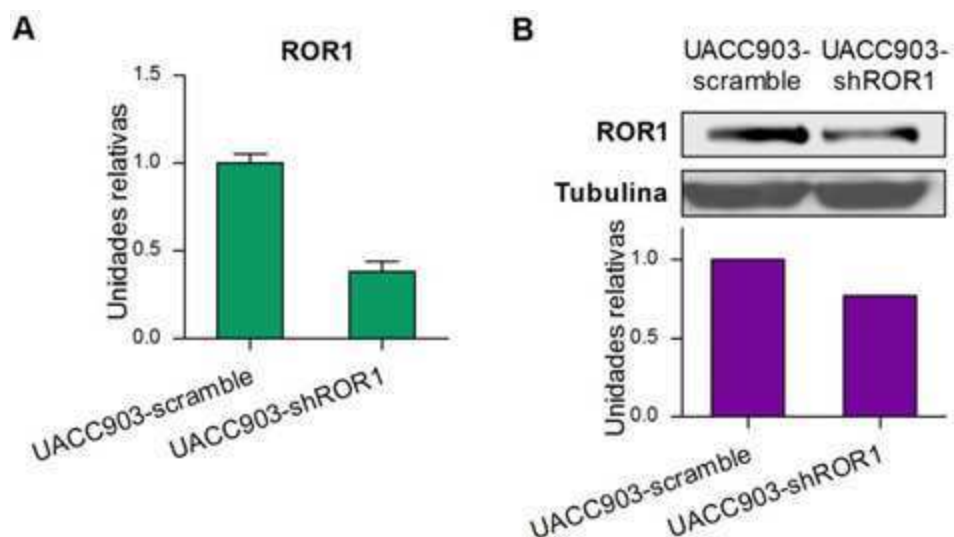 A
ROR1
Unidades relativas
1.5
1.0
0.5
0.0
UACC903-scramble
UACC903-shROR1
B
UACC903-
scramble
UACC903-
shROR1
ROR1
Tubulina
Unidades relativas
1.0
0.5
0.0
UACC903-scramble
UACC903-shROR1